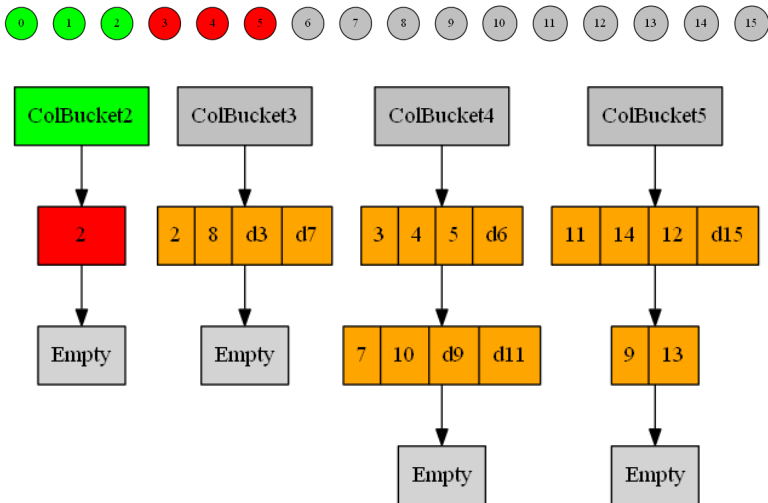 0 1 2 3 4 5 6 7 8 9 10 11 12 13 14 15
ColBucket2 ColBucket3 ColBucket4 ColBucket5
2 2 8 d3 d7 3 4 5 d6 11 14 12 d15
Empty Empty 7 10 d9 d11 9 13
Empty Empty